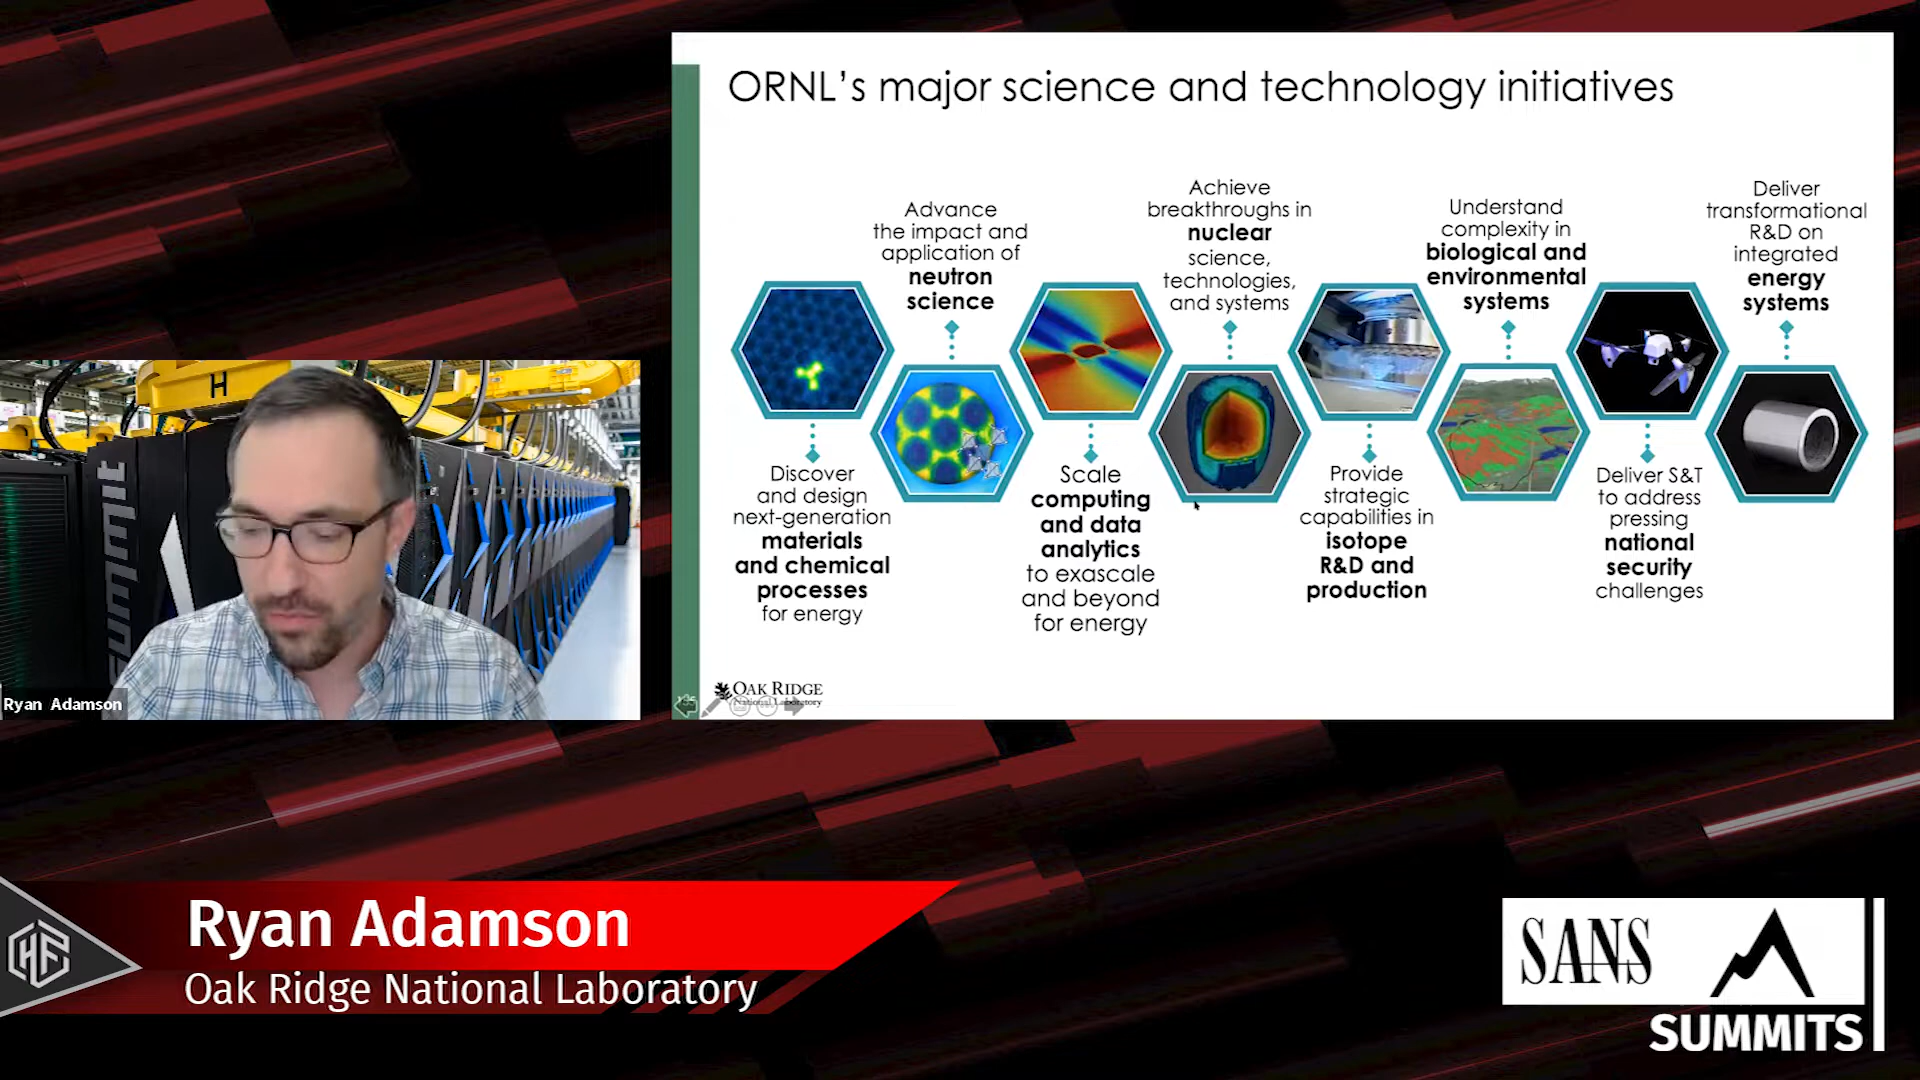 ORNL's major science and technology initiatives
Discover
and design
next-generation
materials
and chemical
processes
for energy
Advance
the impact and
application of
neutron
science
Scale
computing
and data
analytics
to exascale
and beyond
for energy
Achieve
breakthroughs in
nuclear
science,
technologies,
and systems
Provide
strategic
capabilities in
isotope
R&D and
production
Understand
complexity in
biological and
environmental
systems
Deliver S&T
to address
pressing
national
security
challenges
Deliver
transformational
R&D on
integrated
energy
systems
OAK RIDGE
National Laboratory
H
summit
Ryan Adamson
Ryan Adamson
Oak Ridge National Laboratory
SANS
SUMMITS